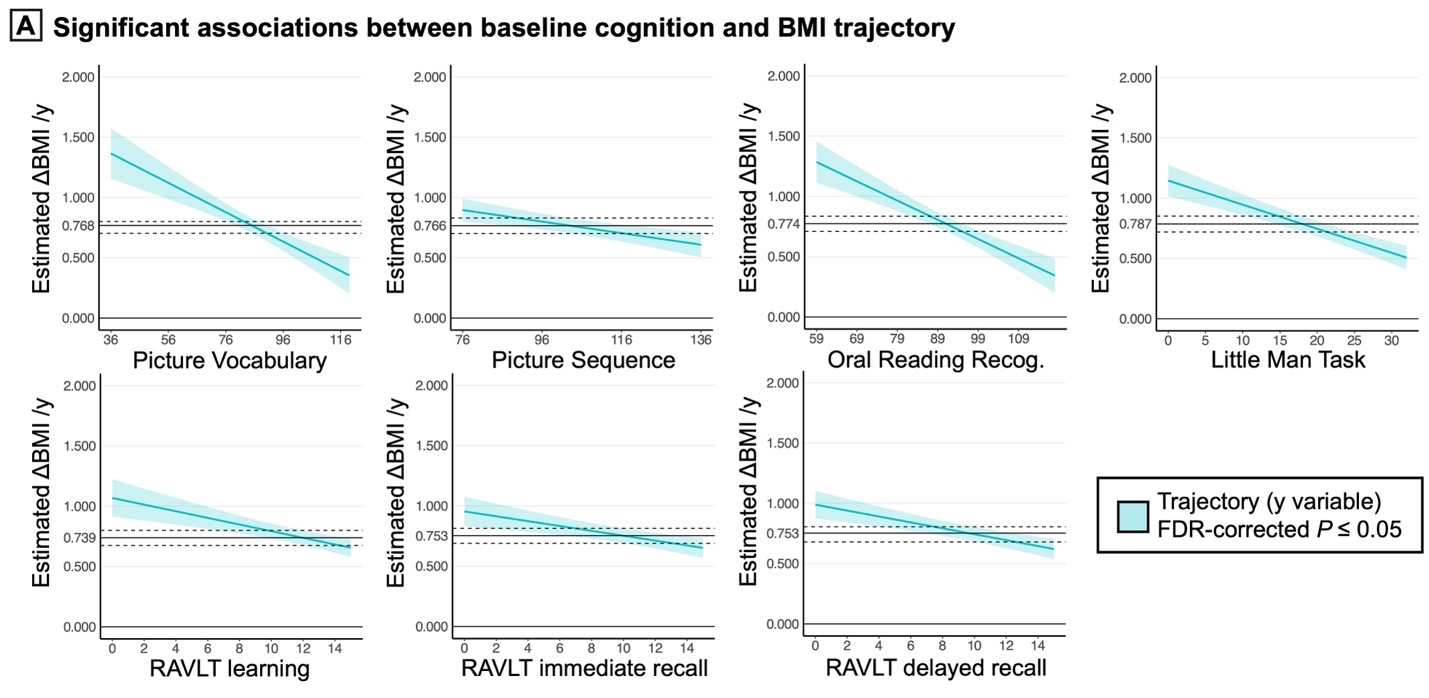 A Significant associations between baseline cognition and BMI trajectory
Estimated ΔBMI /y
2.000
1.500
1.000
0.768
0.500
0.000
36 56 76 96 116
Picture Vocabulary
Estimated ΔBMI /y
2.000
1.500
1.000
0.766
0.500
0.000
76 96 116 136
Picture Sequence
Estimated ΔBMI /y
2.000
1.500
1.000
0.774
0.500
0.000
59 69 79 89 99 109
Oral Reading Recog.
Estimated ΔBMI /y
2.000
1.500
1.000
0.787
0.500
0.000
0 5 10 15 20 25 30
Little Man Task
Estimated ΔBMI /y
2.000
1.500
1.000
0.739
0.500
0.000
0 2 4 6 8 10 12 14
RAVLT learning
Estimated ΔBMI /y
2.000
1.500
1.000
0.753
0.500
0.000
0 2 4 6 8 10 12 14
RAVLT immediate recall
Estimated ΔBMI /y
2.000
1.500
1.000
0.753
0.500
0.000
0 2 4 6 8 10 12 14
RAVLT delayed recall
Trajectory (y variable)
FDR-corrected P ≤ 0.05